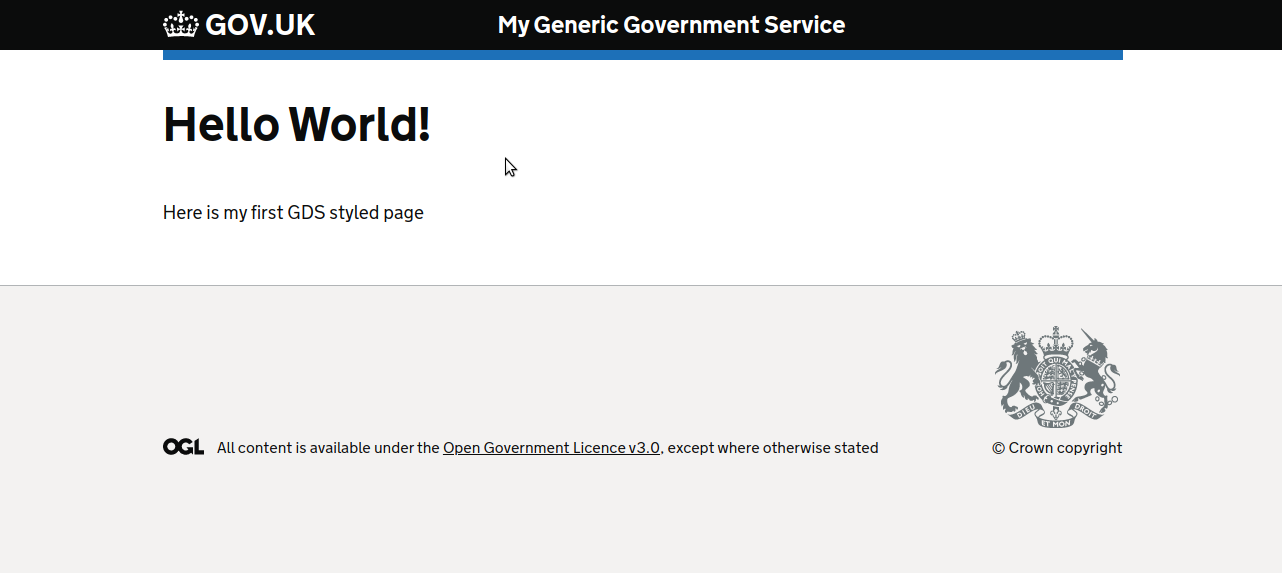 GOV.UK My Generic Government Service
Hello World!
Here is my first GDS styled page
OGL All content is available under the Open Government Licence v3.0, except where otherwise stated
DIEU ET MON DROIT
© Crown copyright